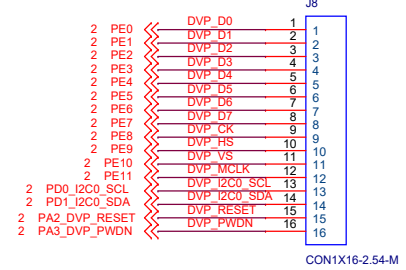 J8
2 PE0 DVP_D0 1 1
2 PE1 DVP_D1 2 2
2 PE2 DVP_D2 3 3
2 PE3 DVP_D3 4 4
2 PE4 DVP_D4 5 5
2 PE5 DVP_D5 6 6
2 PE6 DVP_D6 7 7
2 PE7 DVP_D7 8 8
2 PE8 DVP_CK 9 9
2 PE9 DVP_HS 10 10
2 PE10 DVP_VS 11 11
2 PE11 DVP_MCLK 12 12
2 PD0_I2C0_SCL DVP_I2C0_SCL 13 13
2 PD1_I2C0_SDA DVP_I2C0_SDA 14 14
2 PA2_DVP_RESET DVP_RESET 15 15
2 PA3_DVP_PWDN DVP_PWDN 16 16
CON1X16-2.54-M